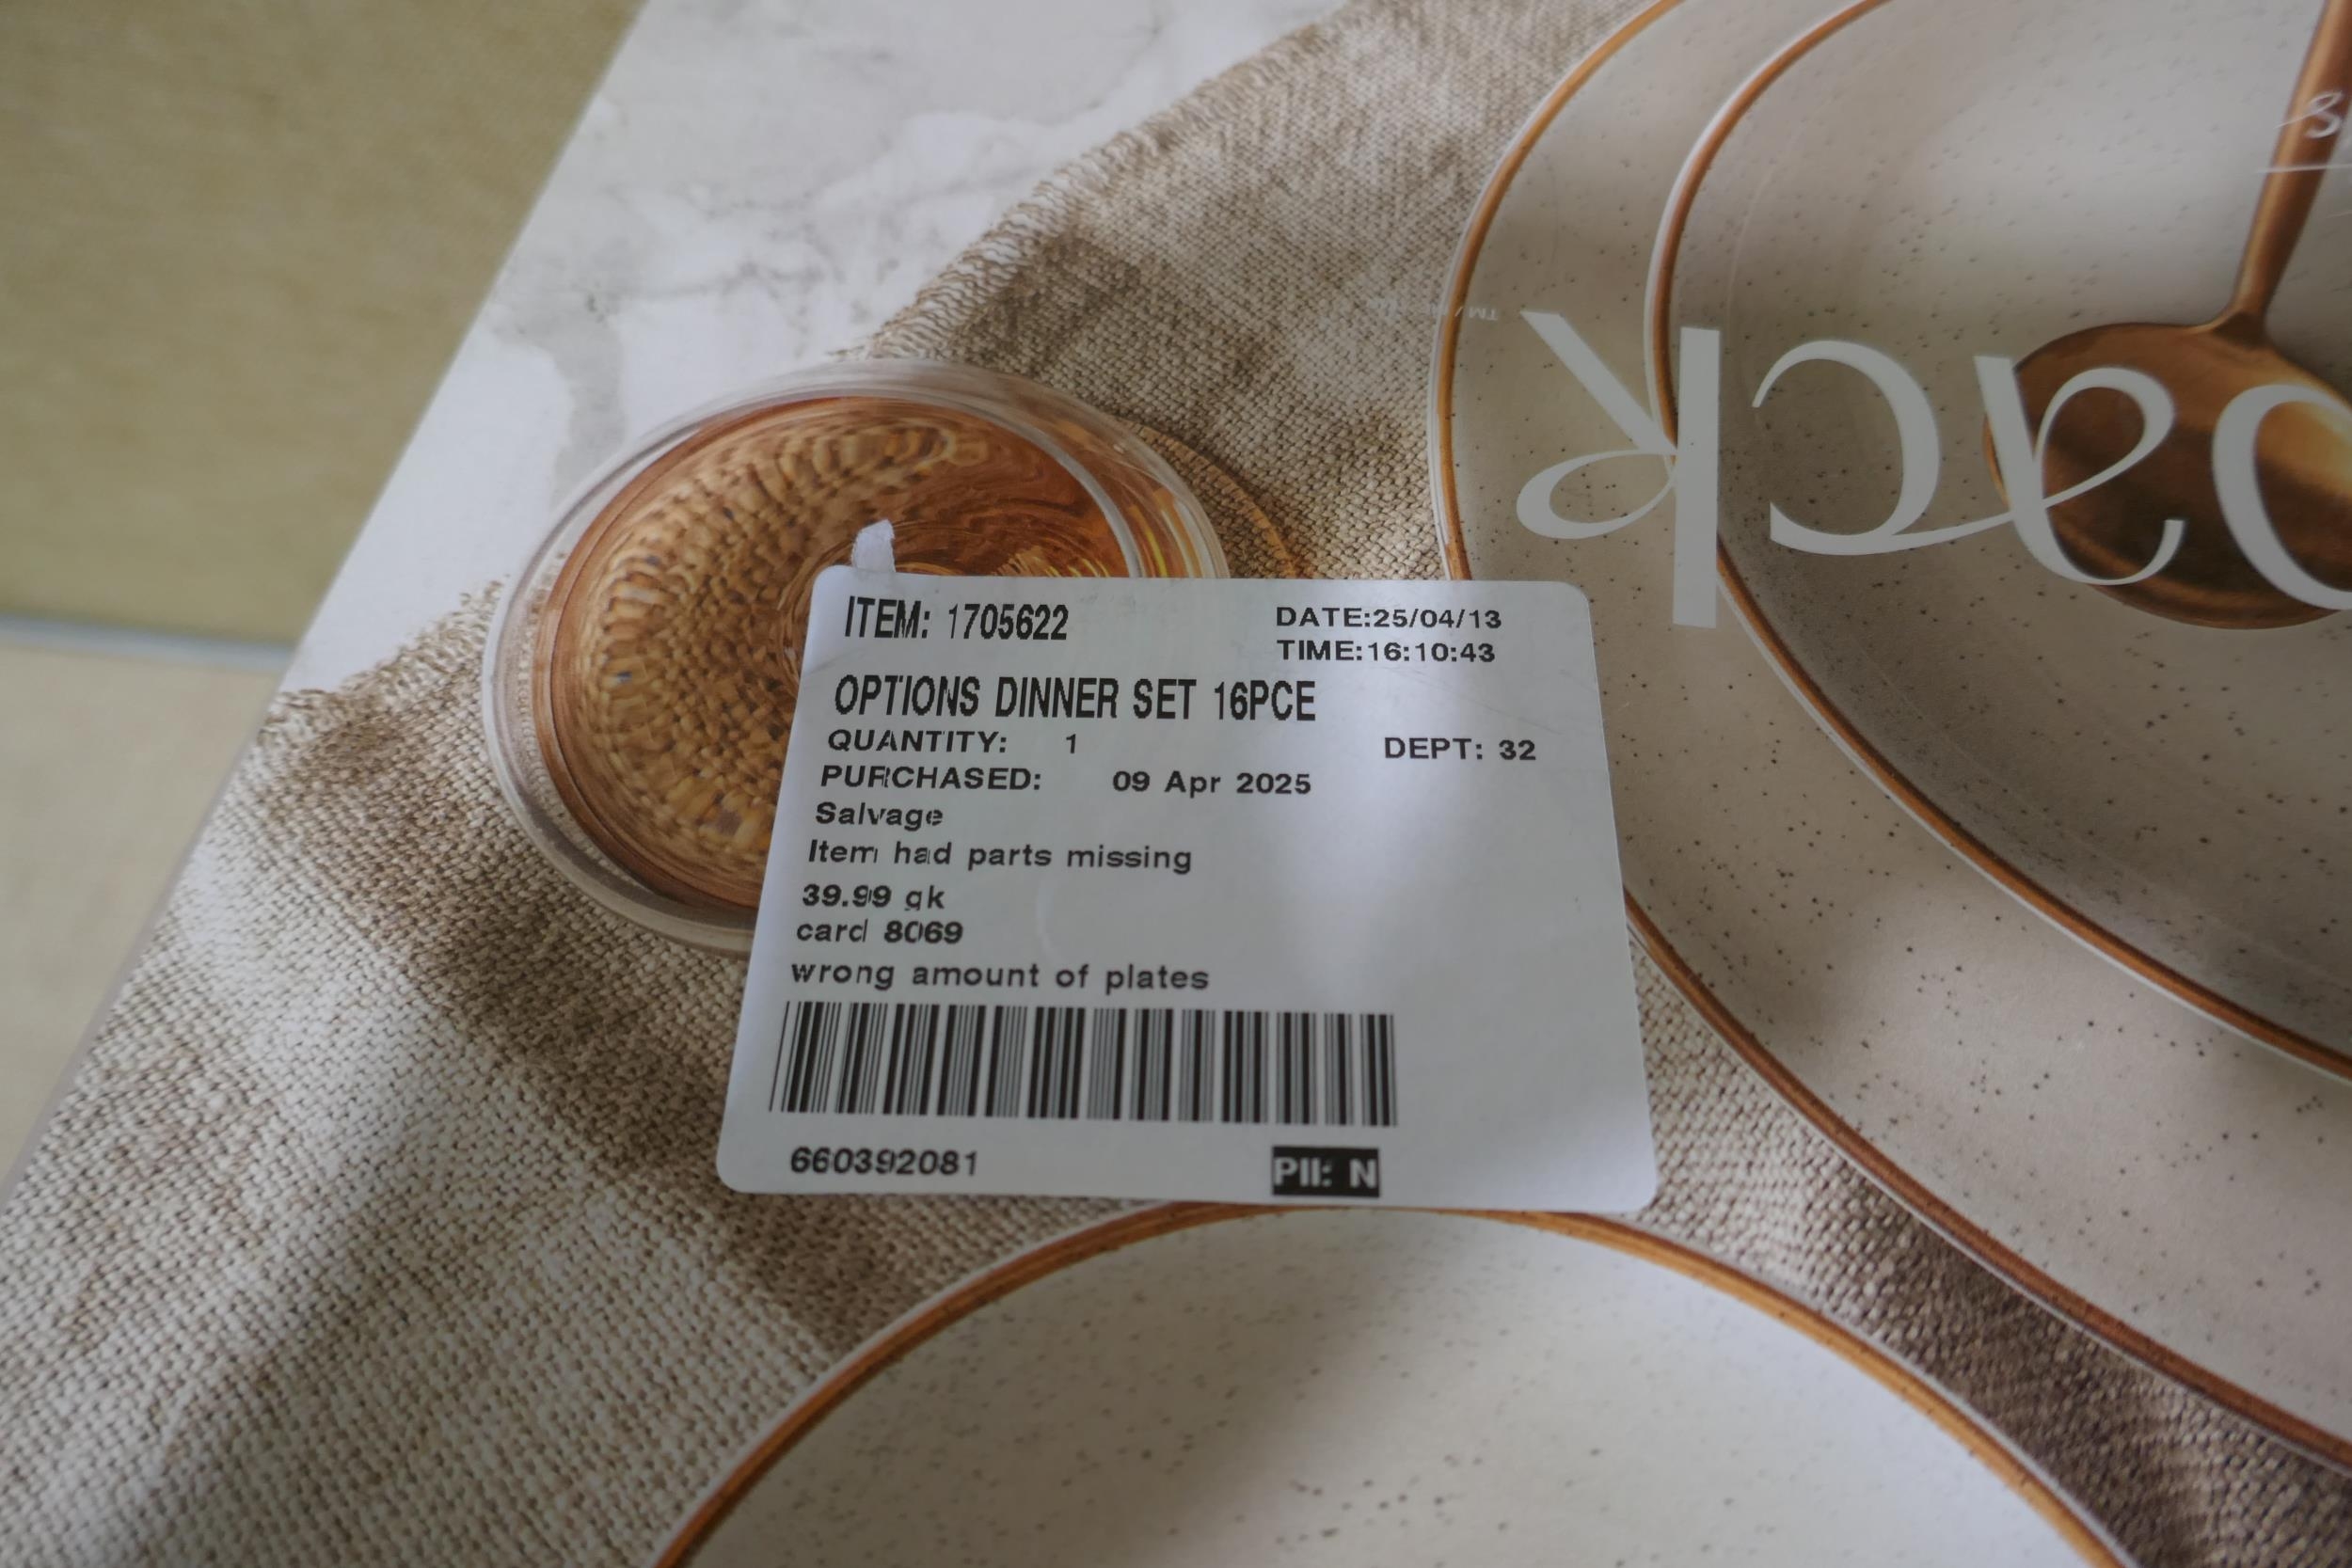 ITEM: 1705622
DATE:25/04/13
TIME:16:10:43
OPTIONS DINNER SET 16PCE
QUANTITY: 1
DEPT: 32
PURCHASED: 09 Apr 2025
Salvage
Item had parts missing
39.99 gk
card 8069
wrong amount of plates
660392081
PII: N
ack
TM